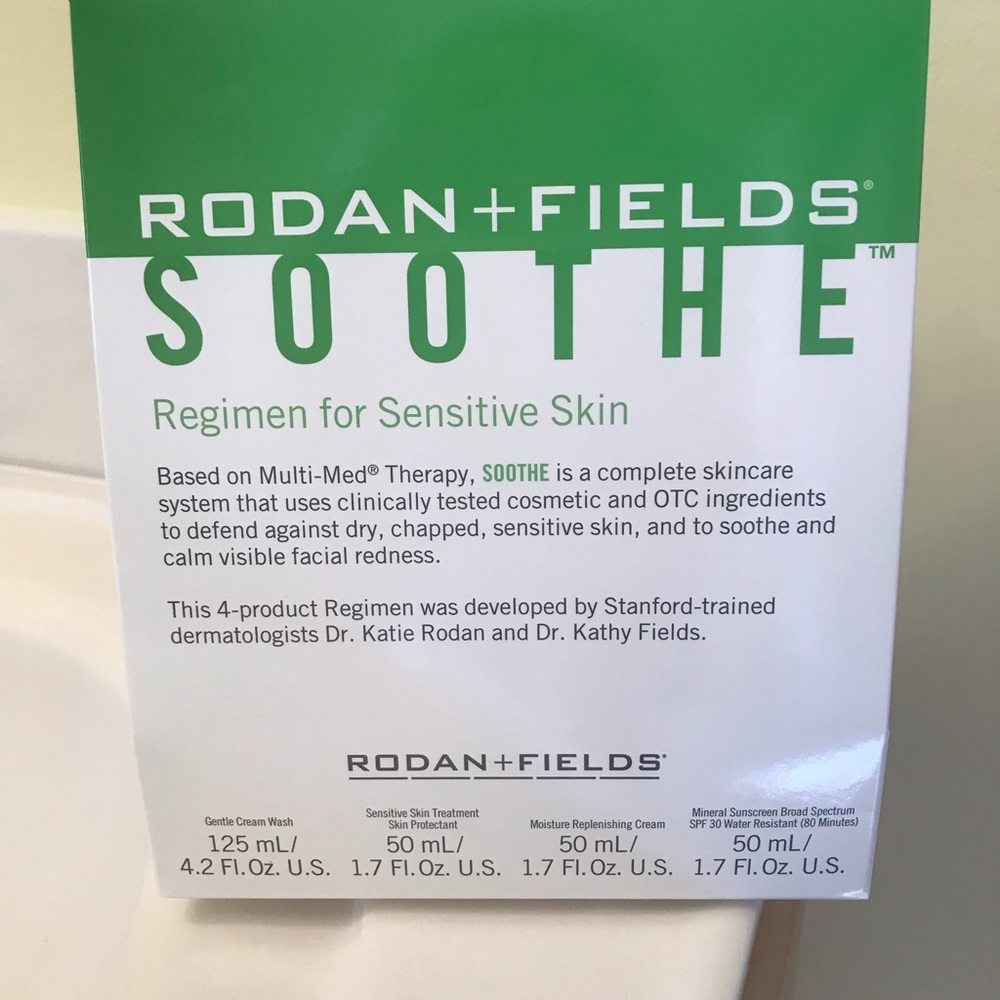 RODAN+FIELDS®
SOOTHE™
Regimen for Sensitive Skin
Based on Multi-Med® Therapy, SOOTHE is a complete skincare
system that uses clinically tested cosmetic and OTC ingredients
to defend against dry, chapped, sensitive skin, and to soothe and
calm visible facial redness.
This 4-product Regimen was developed by Stanford-trained
dermatologists Dr. Katie Rodan and Dr. Kathy Fields.
RODAN+FIELDS®
Gentle Cream Wash
125 mL/
4.2 Fl.Oz. U.S.
Sensitive Skin Treatment
Skin Protectant
50 mL/
1.7 Fl.Oz. U.S.
Moisture Replenishing Cream
50 mL/
1.7 Fl.Oz. U.S.
Mineral Sunscreen Broad Spectrum
SPF 30 Water Resistant (80 Minutes)
50 mL/
1.7 Fl.Oz. U.S.